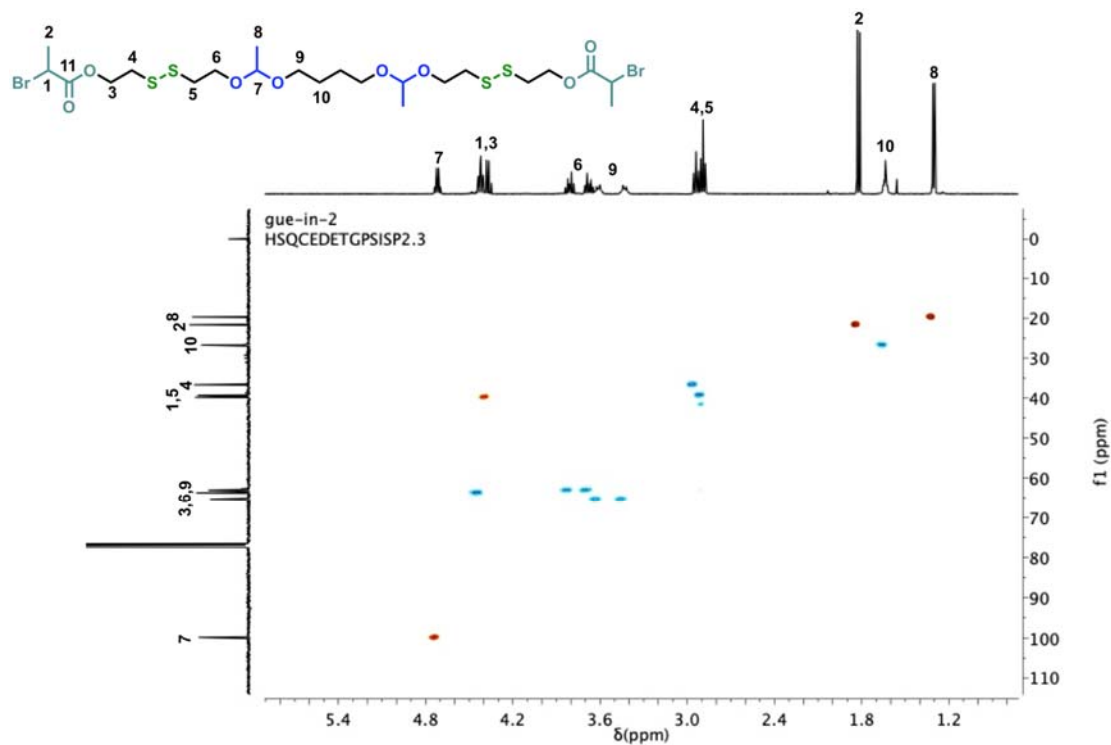 2
8
4
6
9
11
Br
1
O
O
3
S
S
5
O
7
O
10
O
O
S
S
O
O
Br
2
8
10
4,5
1,3
7
6
9
gue-in-2
HSQCEDETGPSISP2.3
8
2
10
4
1,5
3,6,9
7
0
10
20
30
40
50
60
70
80
90
100
110
f1 (ppm)
5.4 4.8 4.2 3.6 3.0 2.4 1.8 1.2
δ(ppm)